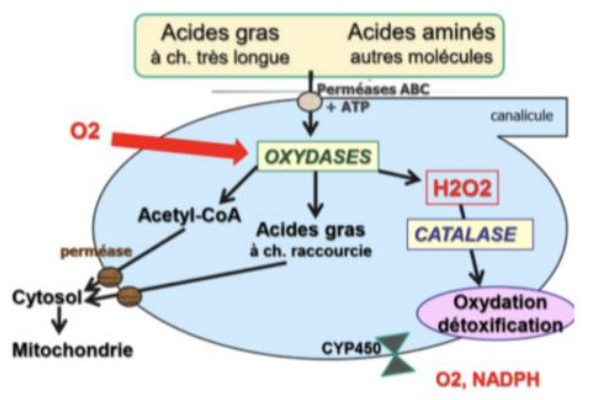 Acides gras
à ch. très longue
Acides aminés
autres molécules
Perméases ABC
+ ATP
canalicule
O2
OXYDASES
H2O2
Acetyl-CoA
Acides gras
à ch. raccourcie
CATALASE
perméase
Cytosol
Oxydation
détoxification
Mitochondrie
CYP450
O2, NADPH